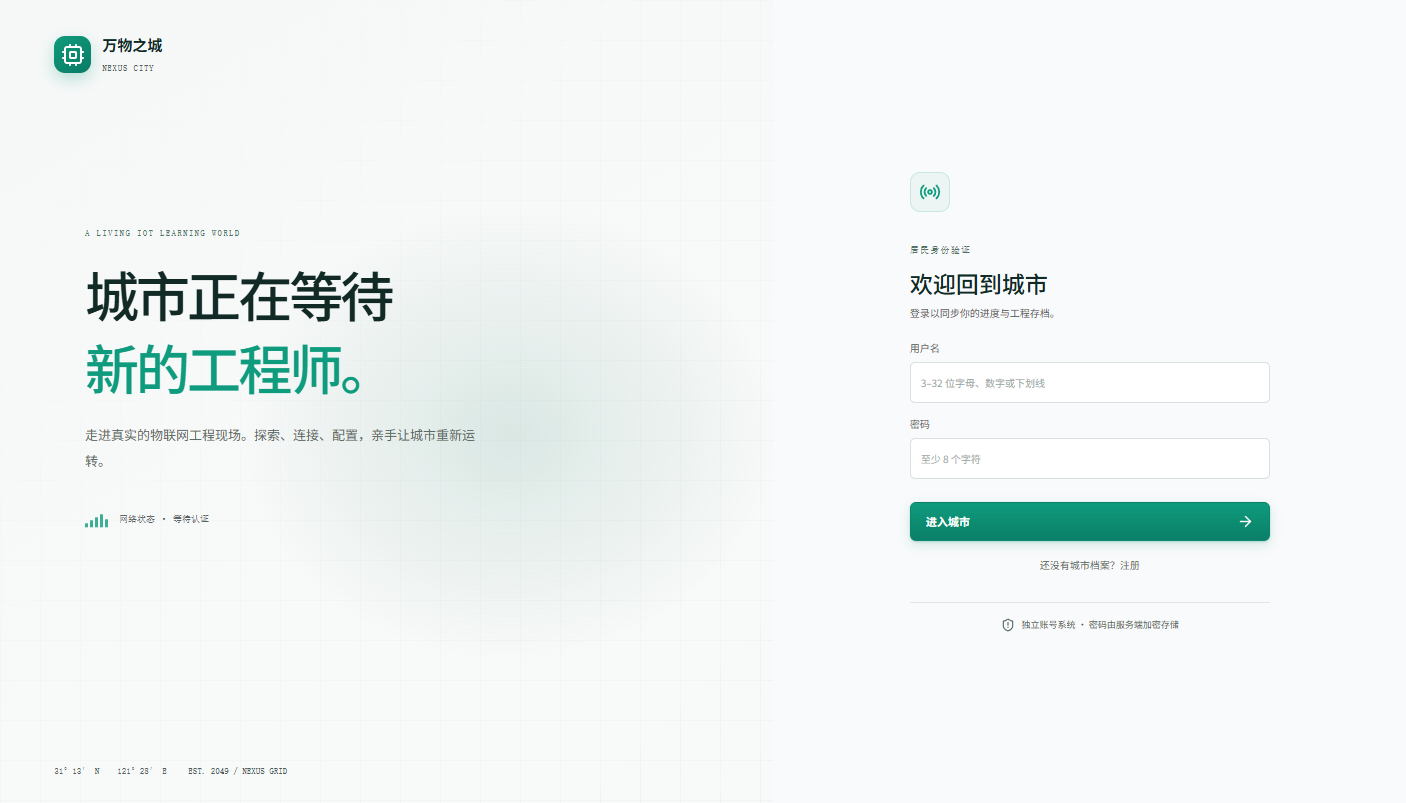 万物之城
NEXUS CITY
A LIVING IOT LEARNING WORLD
城市正在等待
新的工程师。
走进真实的物联网工程现场。探索、连接、配置，亲手让城市重新运
转。
网络状态 · 等待认证
31° 13′ N 121° 28′ E EST. 2049 / NEXUS GRID
居民身份验证
欢迎回到城市
登录以同步你的进度与工程存档。
用户名
3–32 位字母、数字或下划线
密码
至少 8 个字符
进入城市
还没有城市档案？注册
独立账号系统 · 密码由服务端加密存储